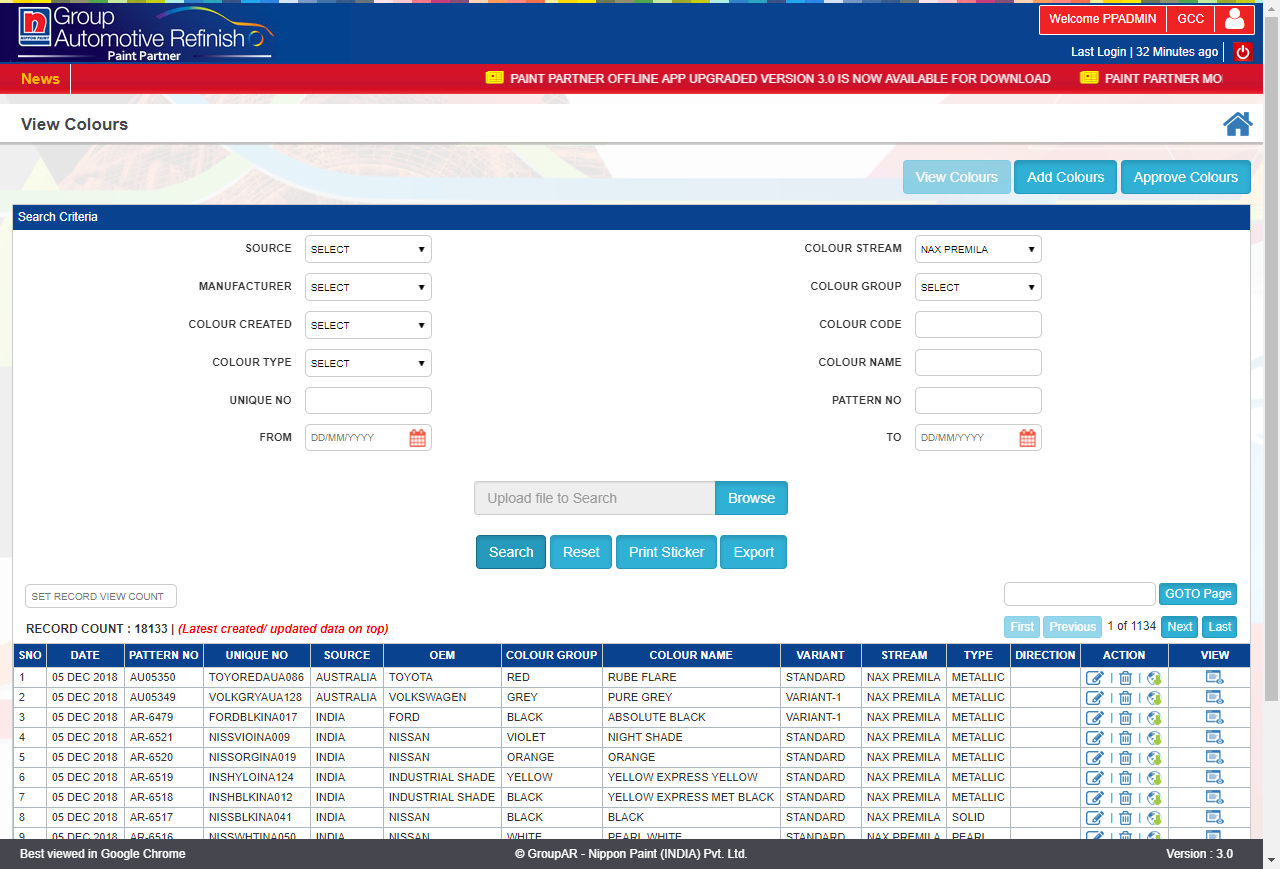 n Group
NIPPON PAINT Automotive Refinish
Paint Partner
Welcome PPADMIN GCC
Last Login | 32 Minutes ago
News PAINT PARTNER OFFLINE APP UPGRADED VERSION 3.0 IS NOW AVAILABLE FOR DOWNLOAD PAINT PARTNER MO
View Colours
View Colours Add Colours Approve Colours
Search Criteria
SOURCE SELECT COLOUR STREAM NAX PREMILA
MANUFACTURER SELECT COLOUR GROUP SELECT
COLOUR CREATED SELECT COLOUR CODE
COLOUR TYPE SELECT COLOUR NAME
UNIQUE NO PATTERN NO
FROM DD/MM/YYYY TO DD/MM/YYYY
Upload file to Search Browse
Search Reset Print Sticker Export
SET RECORD VIEW COUNT GOTO Page
RECORD COUNT : 18133 | (Latest created/ updated data on top) First Previous 1 of 1134 Next Last
SNO DATE PATTERN NO UNIQUE NO SOURCE OEM COLOUR GROUP COLOUR NAME VARIANT STREAM TYPE DIRECTION ACTION VIEW
1 05 DEC 2018 AU05350 TOYOREDAUA086 AUSTRALIA TOYOTA RED RUBE FLARE STANDARD NAX PREMILA METALLIC | |
2 05 DEC 2018 AU05349 VOLKGRYAUA128 AUSTRALIA VOLKSWAGEN GREY PURE GREY VARIANT-1 NAX PREMILA METALLIC | |
3 05 DEC 2018 AR-6479 FORDBLKINA017 INDIA FORD BLACK ABSOLUTE BLACK VARIANT-1 NAX PREMILA METALLIC | |
4 05 DEC 2018 AR-6521 NISSVIOINA009 INDIA NISSAN VIOLET NIGHT SHADE STANDARD NAX PREMILA METALLIC | |
5 05 DEC 2018 AR-6520 NISSORGINA019 INDIA NISSAN ORANGE ORANGE STANDARD NAX PREMILA METALLIC | |
6 05 DEC 2018 AR-6519 INSHYLOINA124 INDIA INDUSTRIAL SHADE YELLOW YELLOW EXPRESS YELLOW STANDARD NAX PREMILA METALLIC | |
7 05 DEC 2018 AR-6518 INSHBLKINA012 INDIA INDUSTRIAL SHADE BLACK YELLOW EXPRESS MET BLACK STANDARD NAX PREMILA METALLIC | |
8 05 DEC 2018 AR-6517 NISSBLKINA041 INDIA NISSAN BLACK BLACK STANDARD NAX PREMILA SOLID | |
9 05 DEC 2018 AR-6516 NISSWHTINA050 INDIA NISSAN WHITE PEARL WHITE STANDARD NAX PREMILA PEARL | |
Best viewed in Google Chrome © GroupAR - Nippon Paint (INDIA) Pvt. Ltd. Version : 3.0